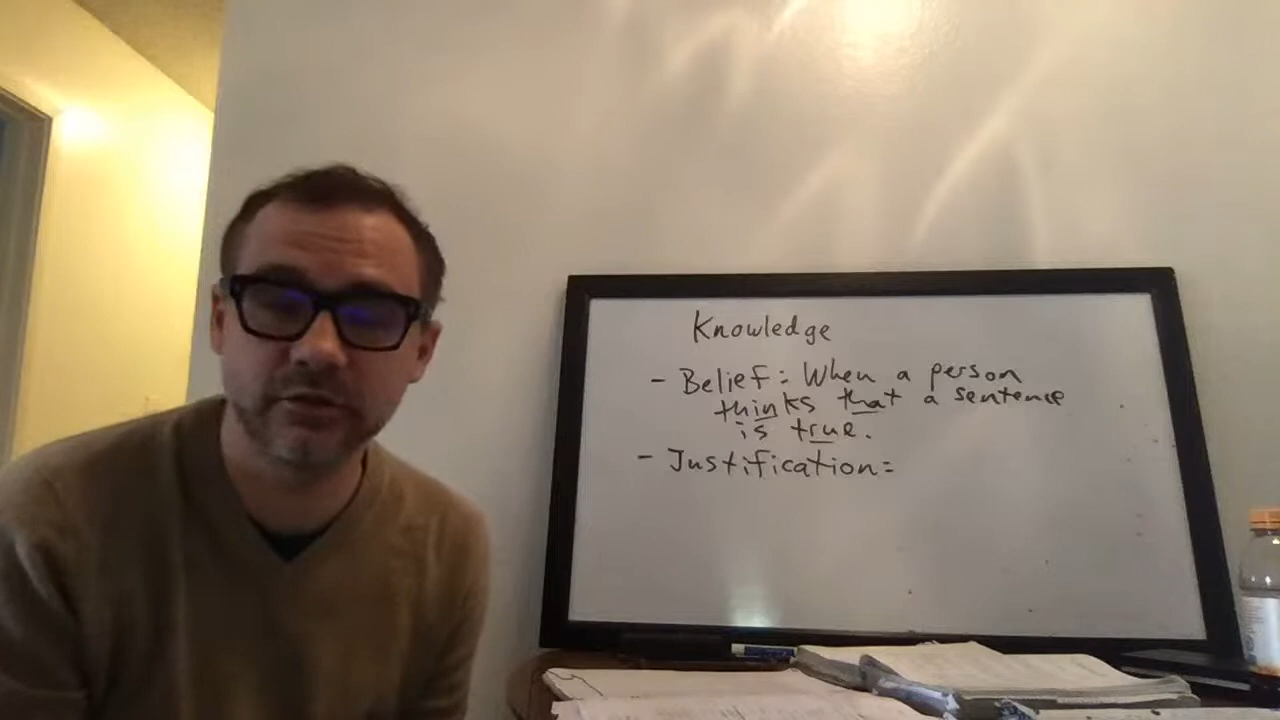 Knowledge
- Belief: When a person
thinks that a sentence
is true.
- Justification: